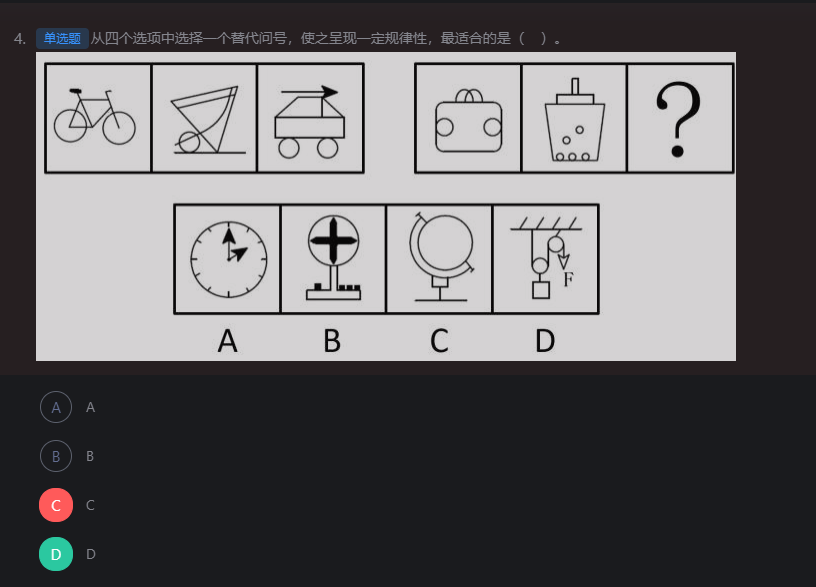 4. 单选题 从四个选项中选择一个替代问号，使之呈现一定规律性，最适合的是（ ）。
?
F
A B C D
A A
B B
C C
D D